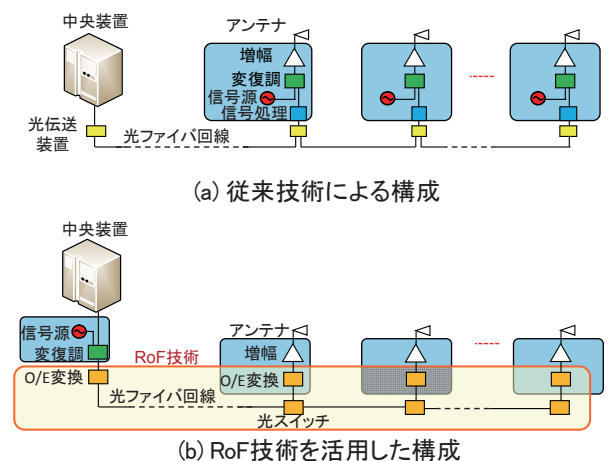 中央装置
アンテナ
増幅
変復調
信号源
信号処理
光伝送
装置
光ファイバ回線
(a) 従来技術による構成
中央装置
信号源
変復調
RoF技術
アンテナ
増幅
O/E変換
O/E変換
光ファイバ回線
光スイッチ
(b) RoF技術を活用した構成